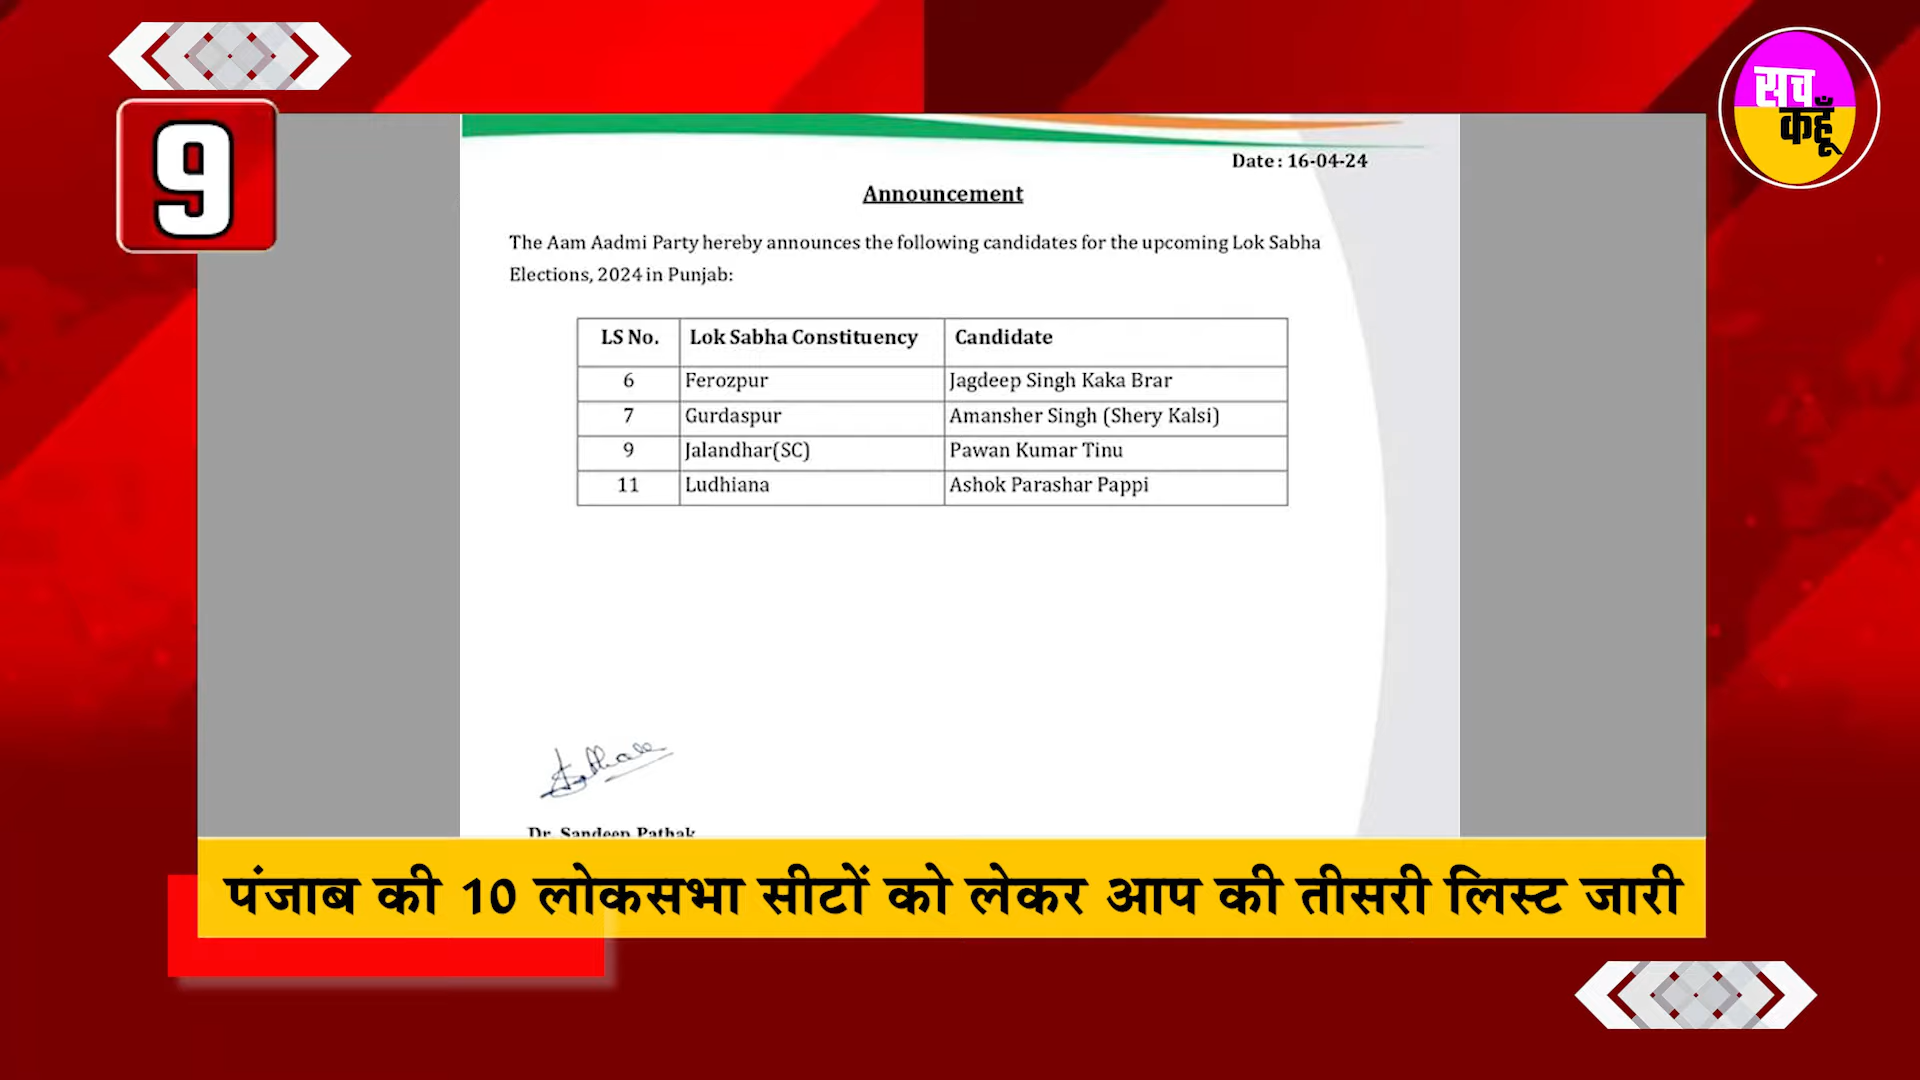 9
सच
कहूँ
Date : 16-04-24
Announcement
The Aam Aadmi Party hereby announces the following candidates for the upcoming Lok Sabha
Elections, 2024 in Punjab:
LS No. Lok Sabha Constituency Candidate
6 Ferozpur Jagdeep Singh Kaka Brar
7 Gurdaspur Amansher Singh (Shery Kalsi)
9 Jalandhar(SC) Pawan Kumar Tinu
11 Ludhiana Ashok Parashar Pappi
Dr. Sandeep Pathak
पंजाब की 10 लोकसभा सीटों को लेकर आप की तीसरी लिस्ट जारी